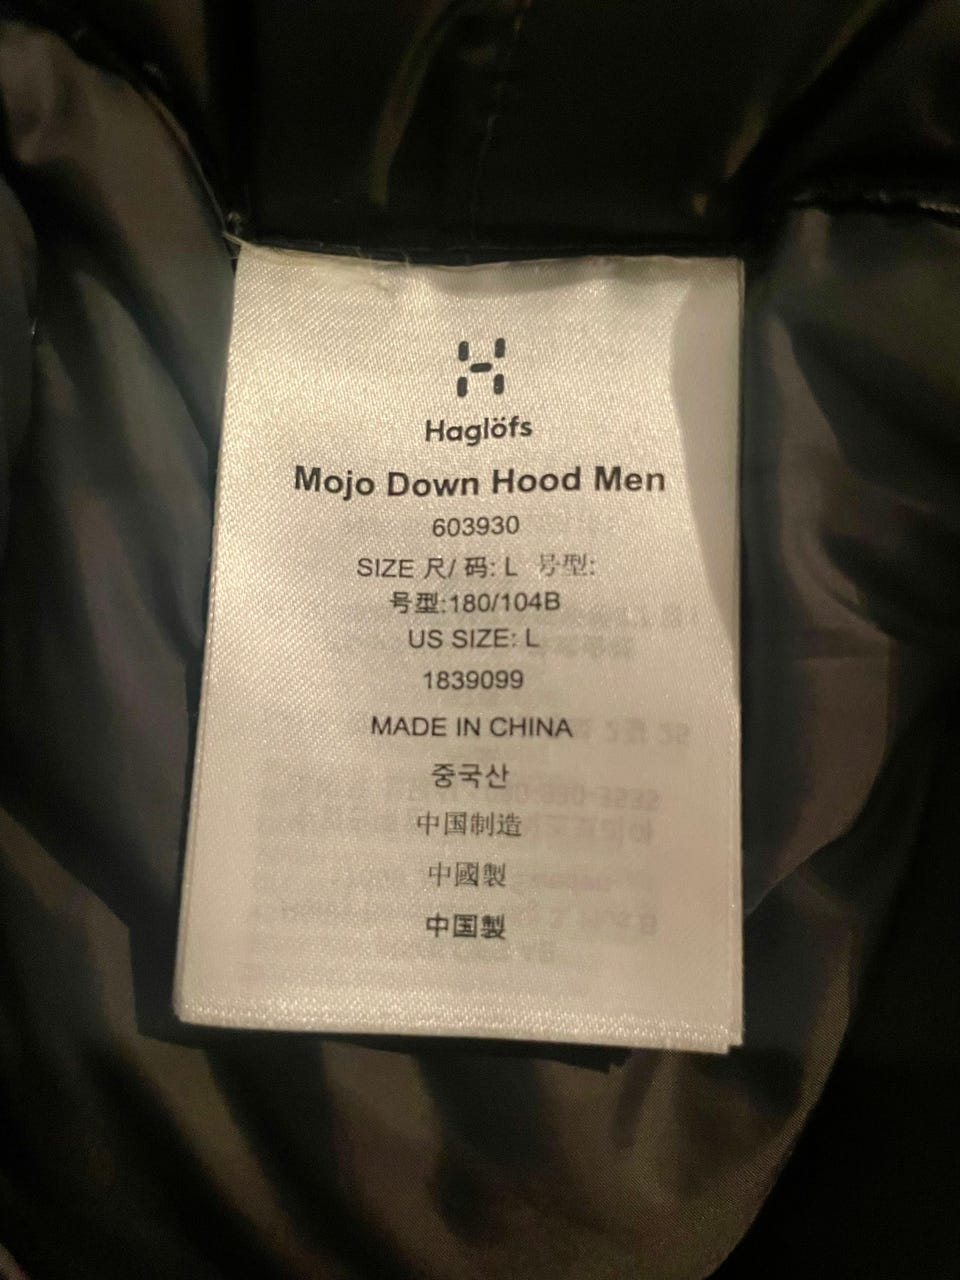 Haglöfs
Mojo Down Hood Men
603930
SIZE 尺/ 码: L 号型:
号型:180/104B
US SIZE: L
1839099
MADE IN CHINA
중국산
中国制造
中國製
中国製